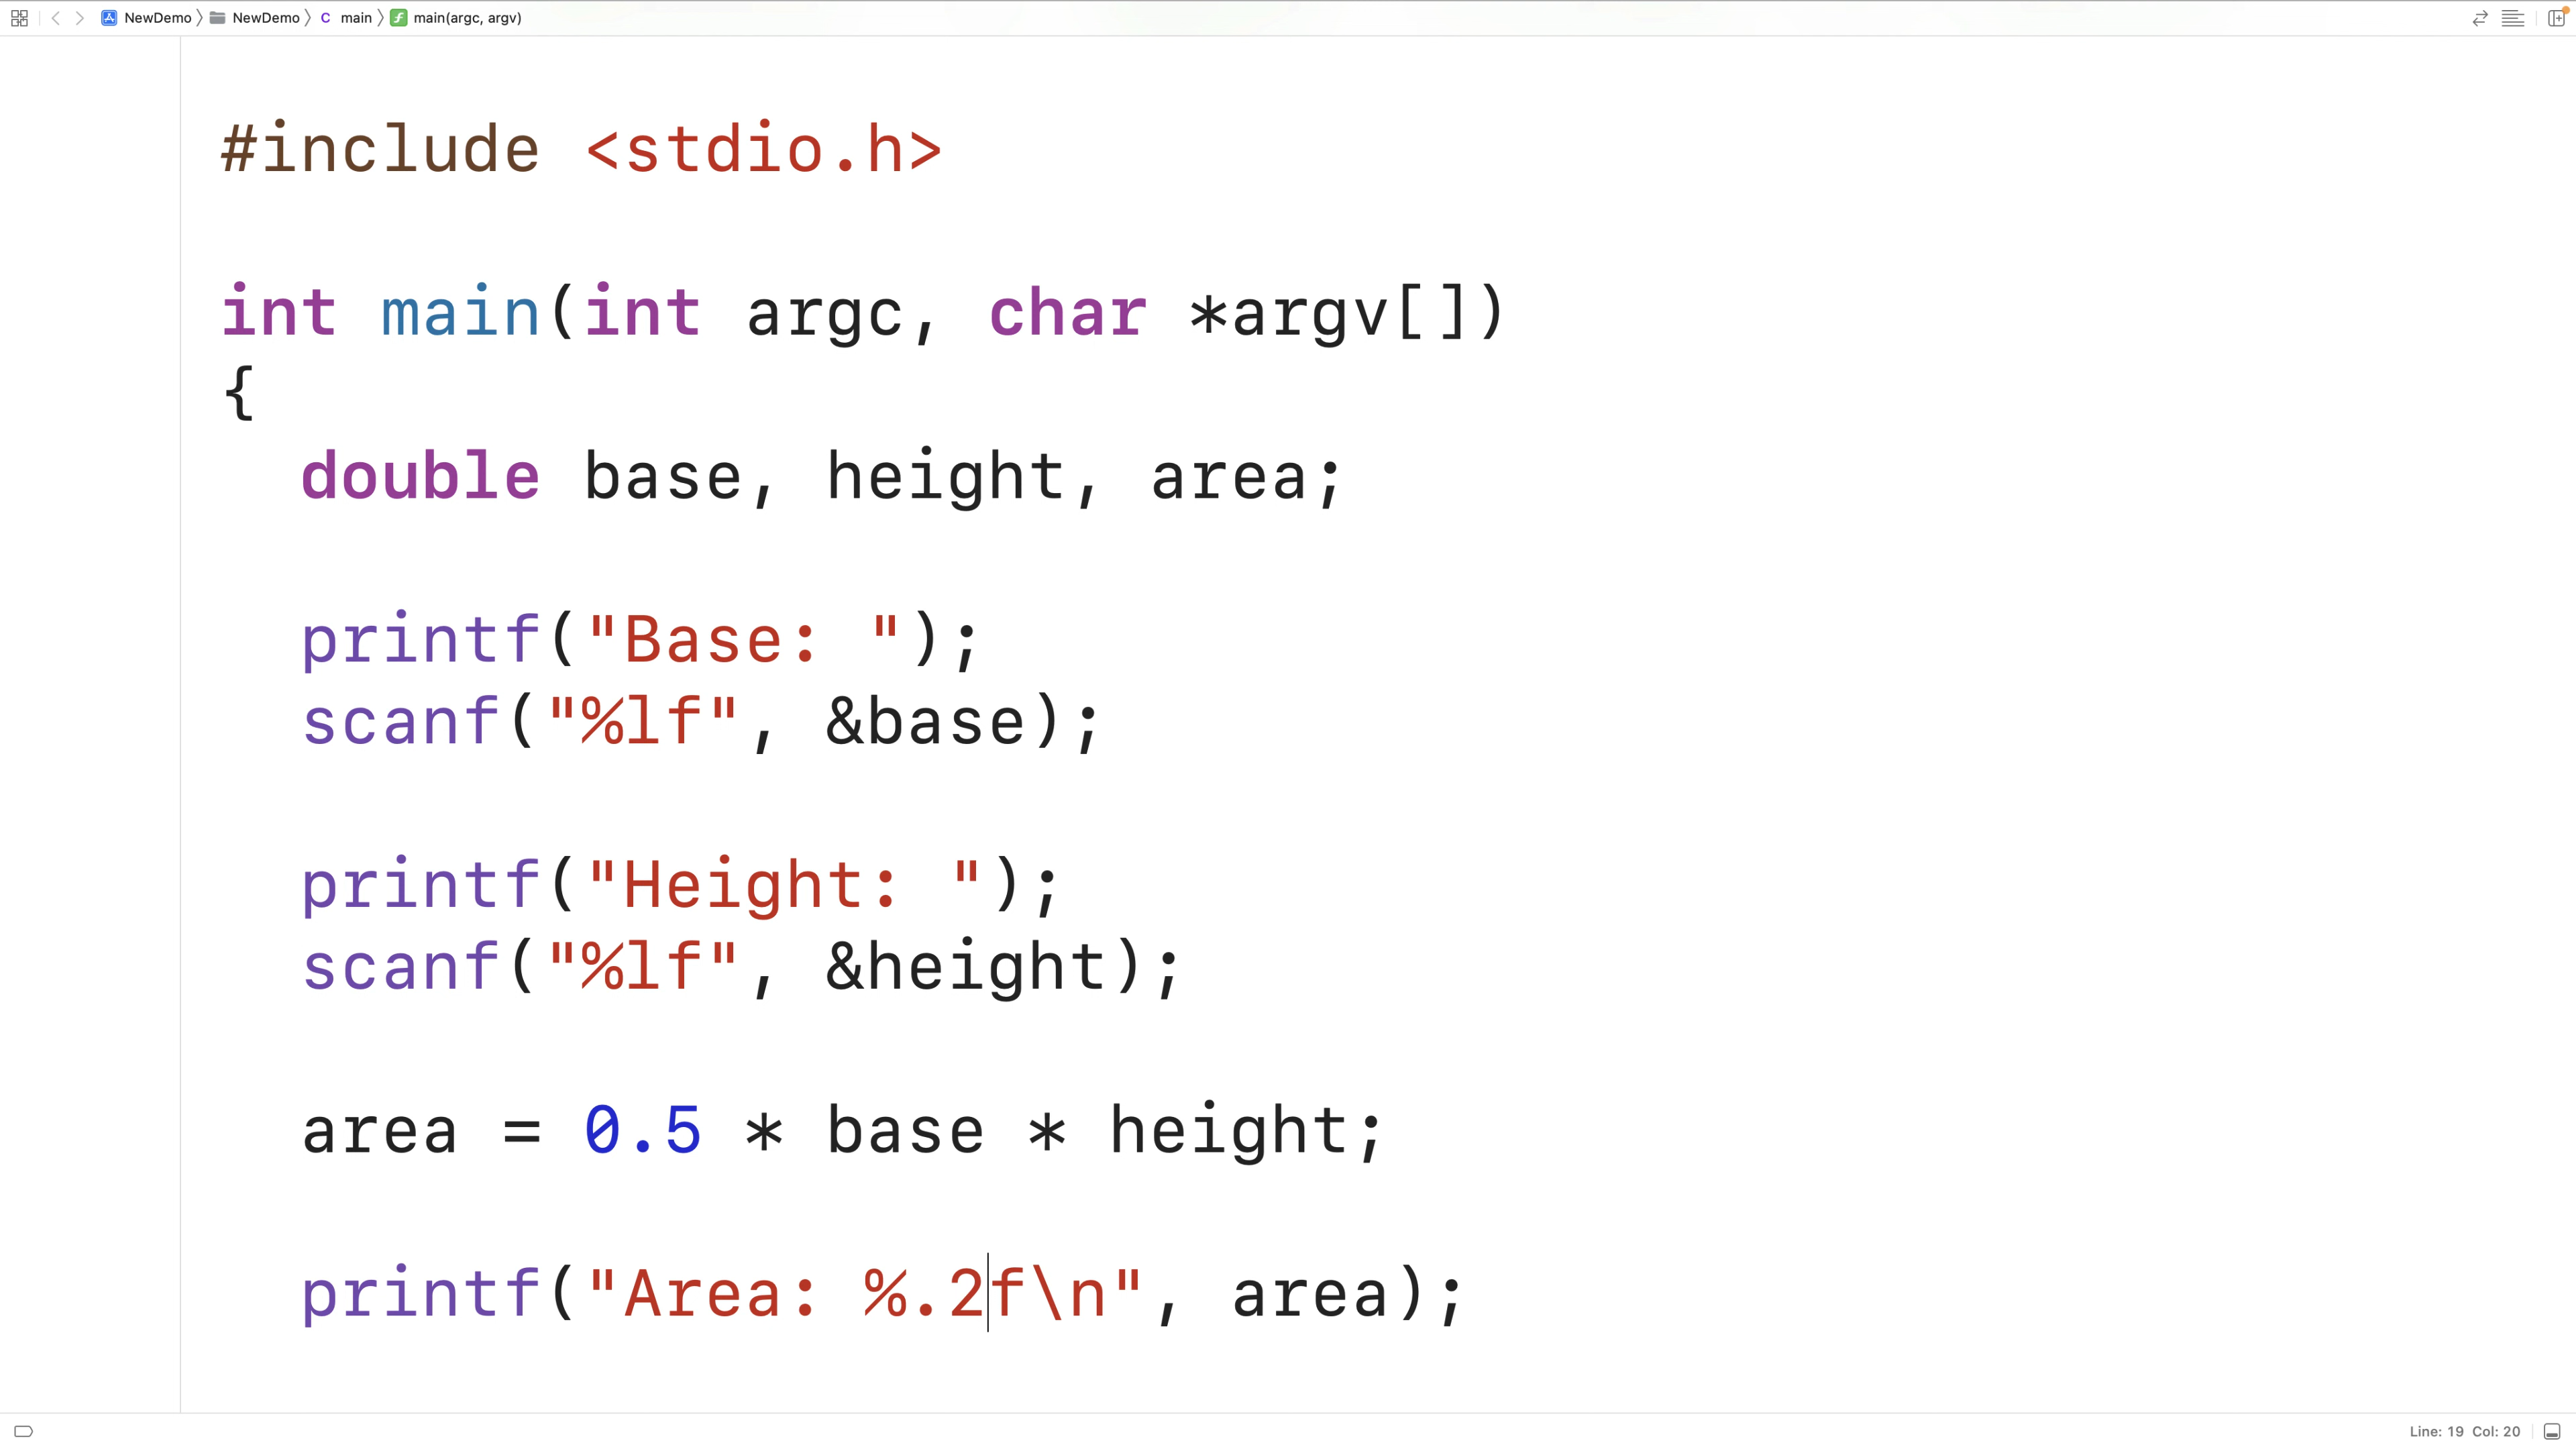 NewDemo NewDemo C main f main(argc, argv)
#include <stdio.h>
int main(int argc, char *argv[])
{
double base, height, area;
printf("Base: ");
scanf("%lf", &base);
printf("Height: ");
scanf("%lf", &height);
area = 0.5 * base * height;
printf("Area: %.2f\n", area);
Line: 19 Col: 20